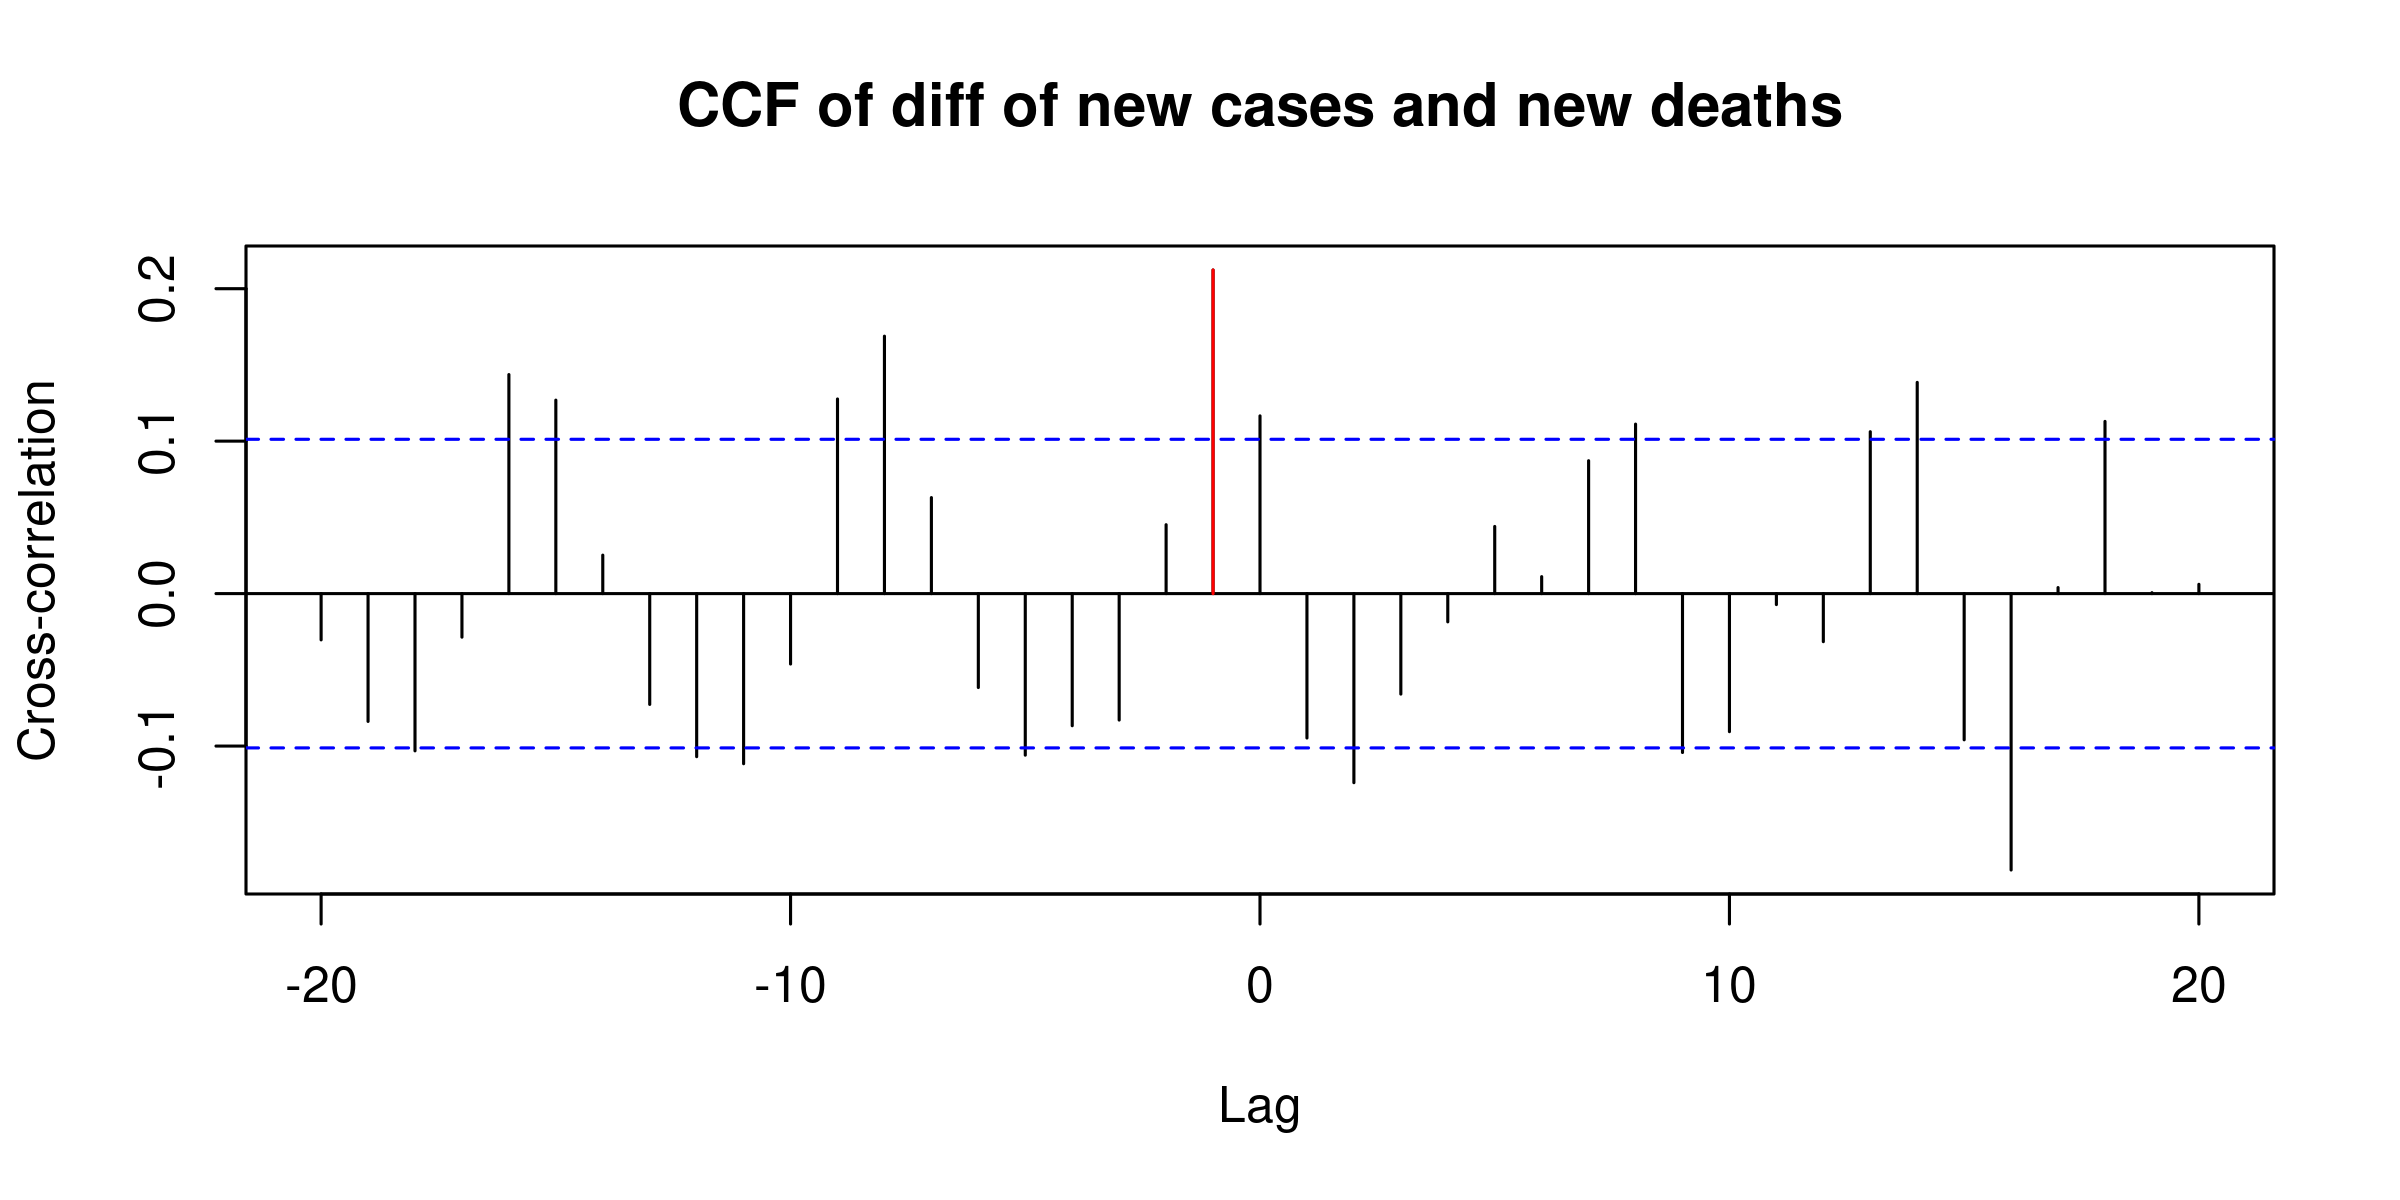 CCF of diff of new cases and new deaths
Cross-correlation
0.2
0.1
0.0
-0.1
-20 -10 0 10 20
Lag